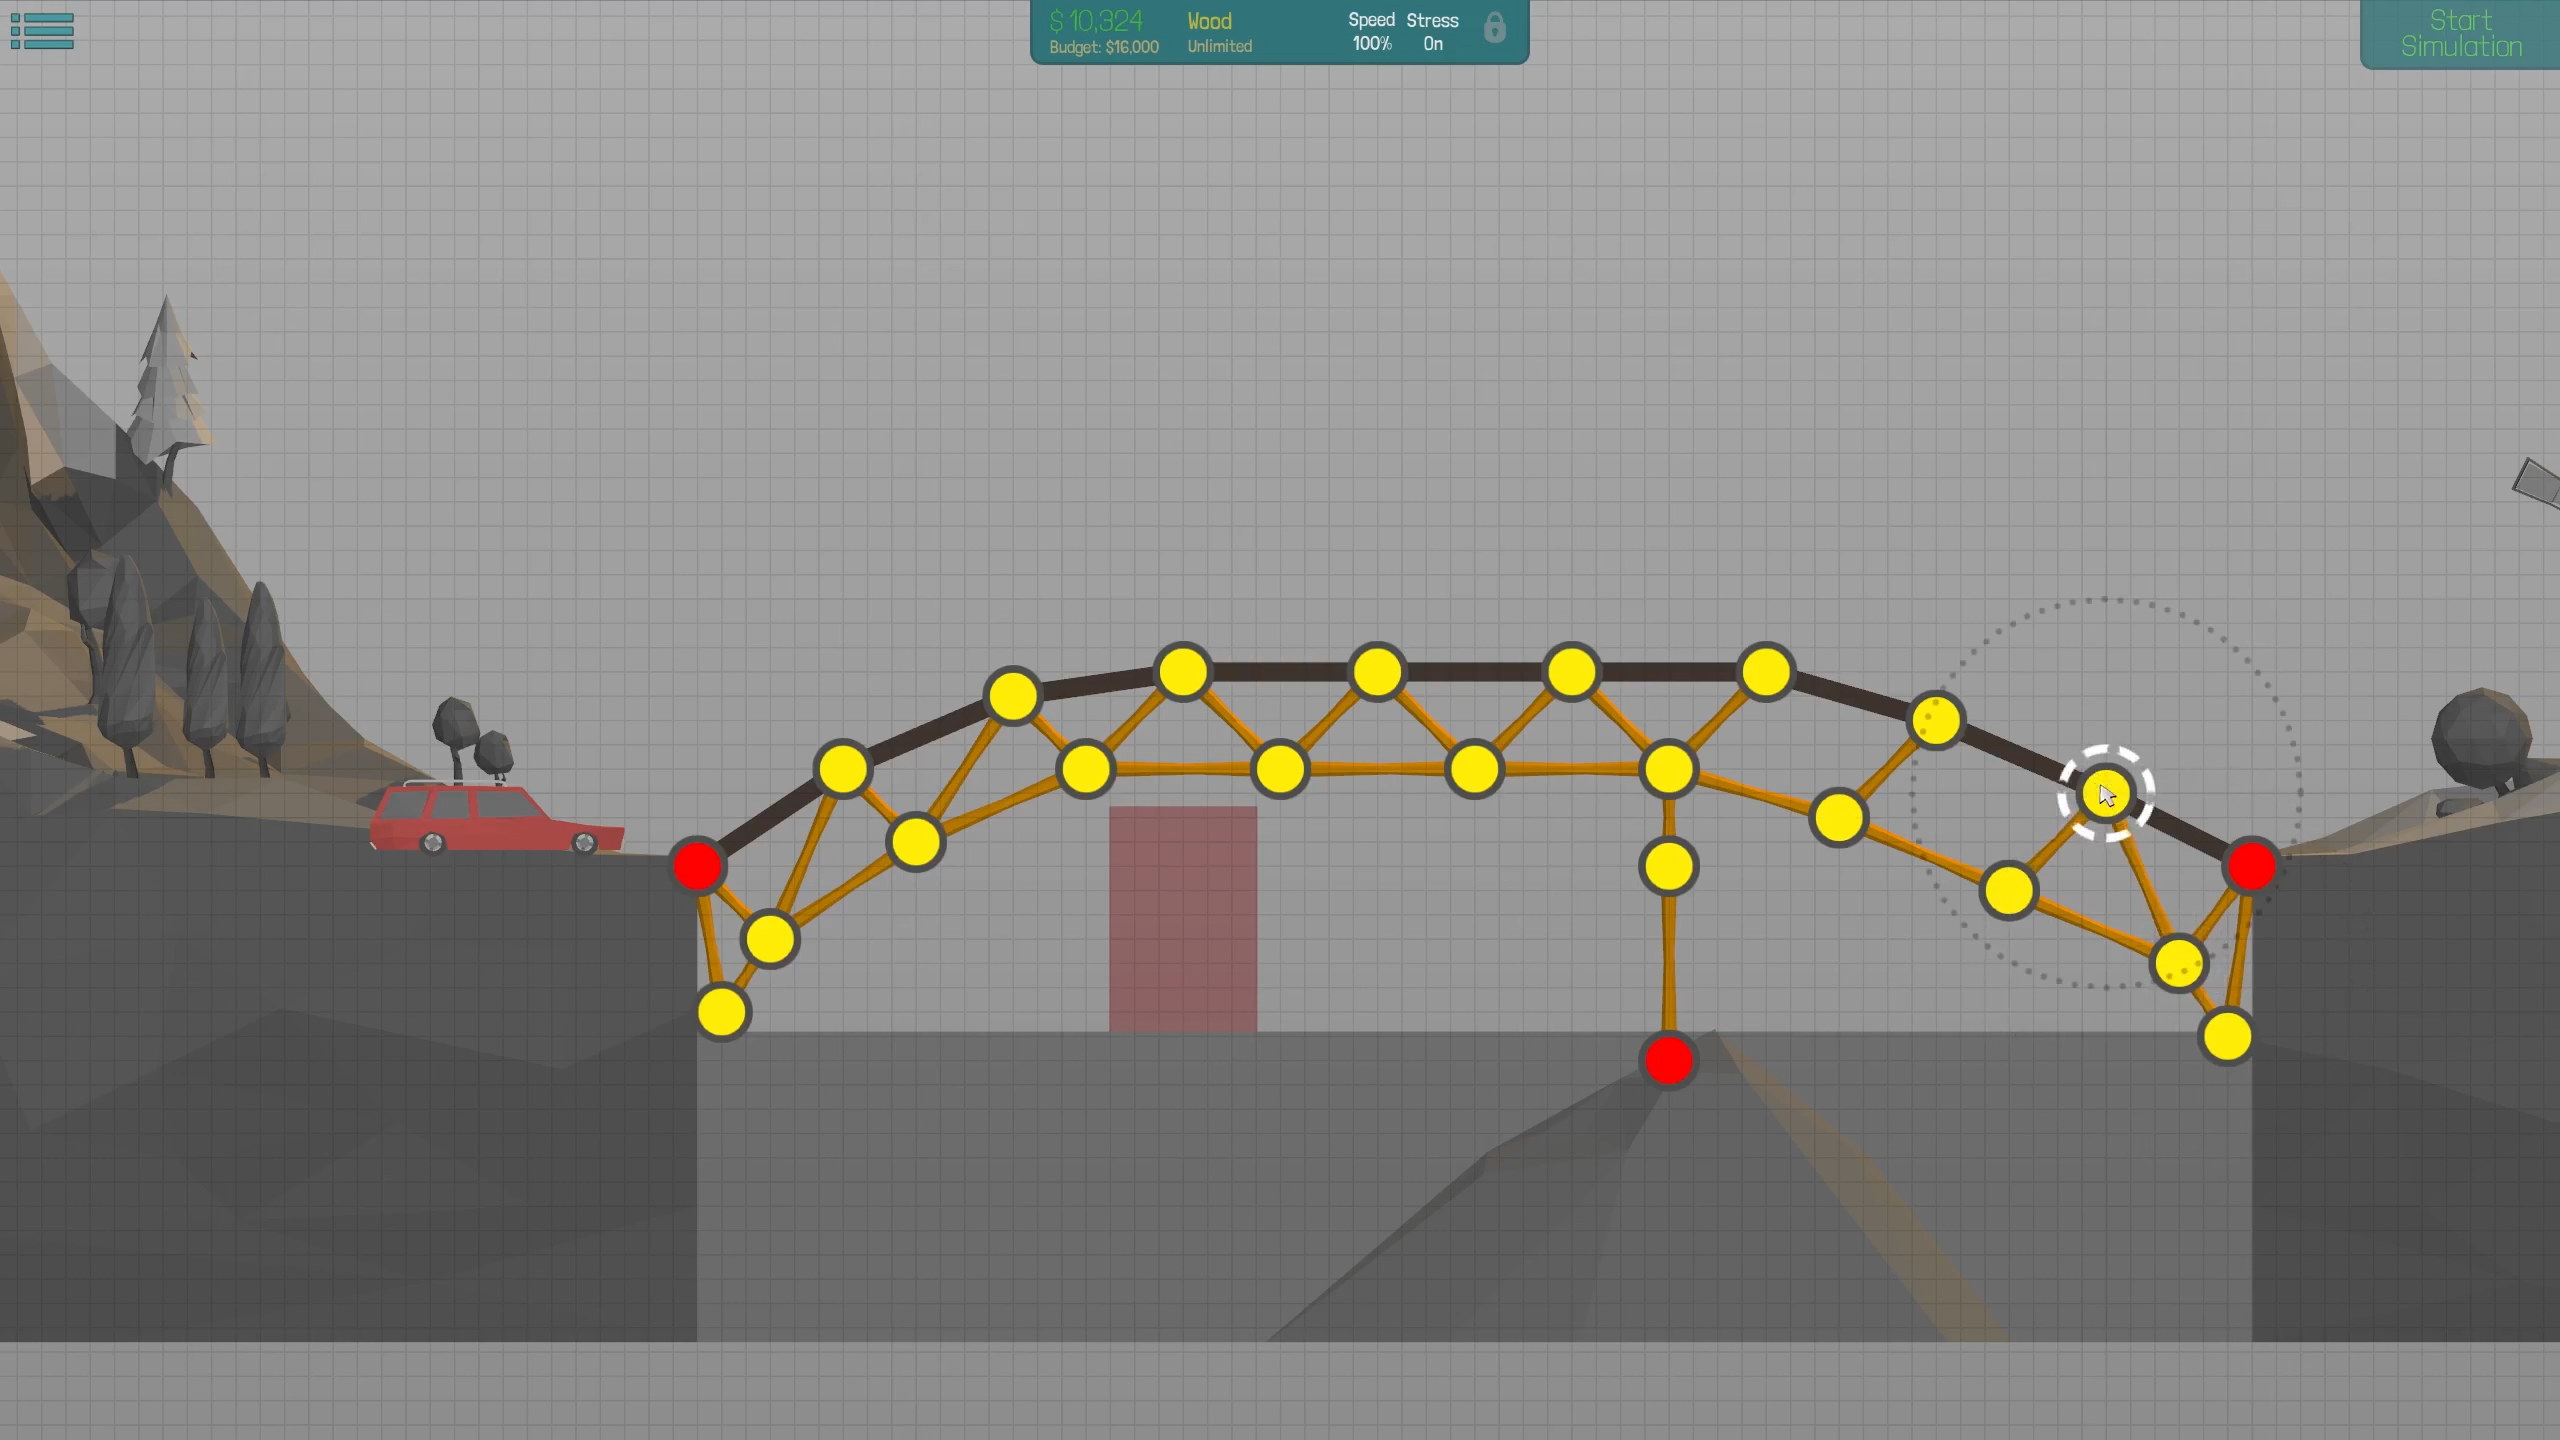 $ 10,324
Budget: $16,000
Wood
Unlimited
Speed
100%
Stress
On
Start
Simulation